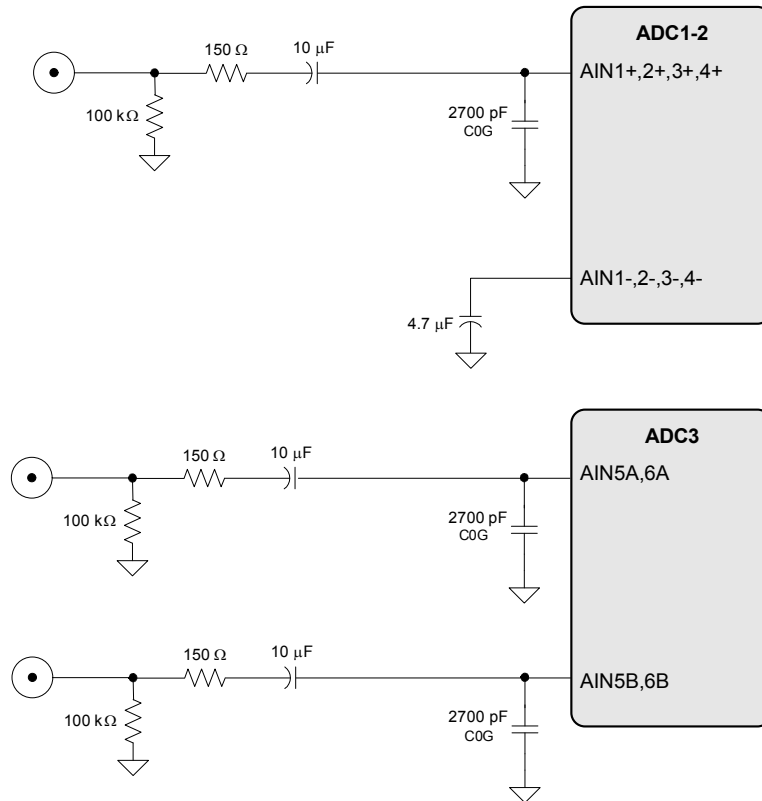 ADC1-2
150 Ω
10 μF
AIN1+,2+,3+,4+
100 kΩ
2700 pF
C0G
AIN1-,2-,3-,4-
4.7 μF
ADC3
150 Ω
10 μF
AIN5A,6A
100 kΩ
2700 pF
C0G
150 Ω
10 μF
AIN5B,6B
100 kΩ
2700 pF
C0G